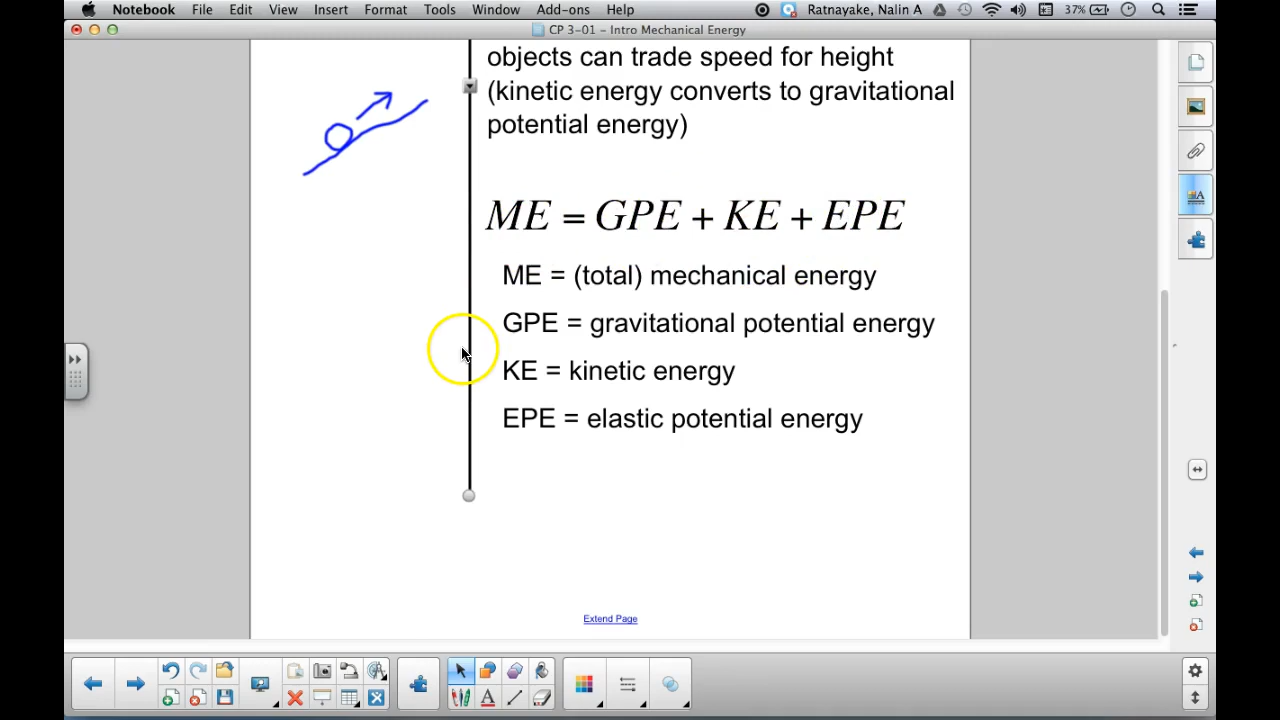 Notebook File Edit View Insert Format Tools Window Add-ons Help Ratnayake, Nalin A 37%
CP 3-01 – Intro Mechanical Energy
objects can trade speed for height
(kinetic energy converts to gravitational
potential energy)
ME = GPE + KE + EPE
ME = (total) mechanical energy
GPE = gravitational potential energy
KE = kinetic energy
EPE = elastic potential energy
Extend Page